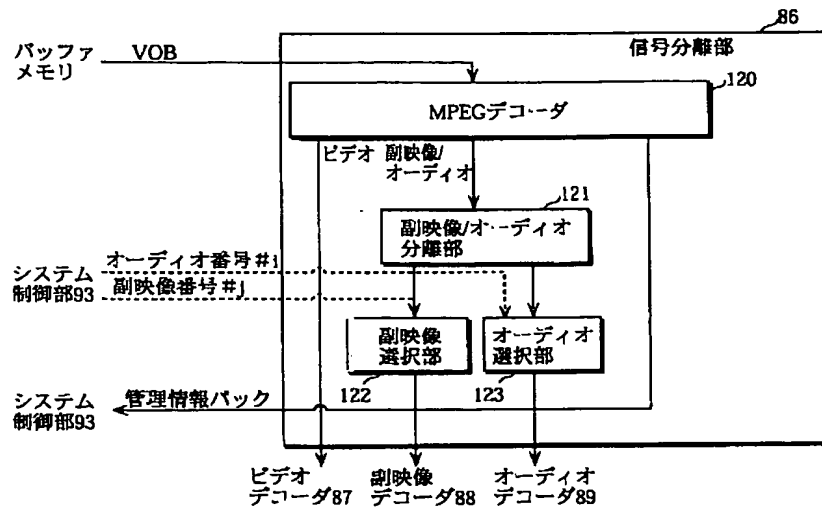 86
信号分離部
バッファ
メモリ
VOB
120
MPEGデコーダ
ビデオ
副映像/
オーディオ
121
副映像/オーディオ
分離部
オーディオ番号#i
システム
制御部93
副映像番号#j
副映像
選択部
オーディオ
選択部
122
123
システム
制御部93
管理情報パック
ビデオ
デコーダ87
副映像
デコーダ88
オーディオ
デコーダ89